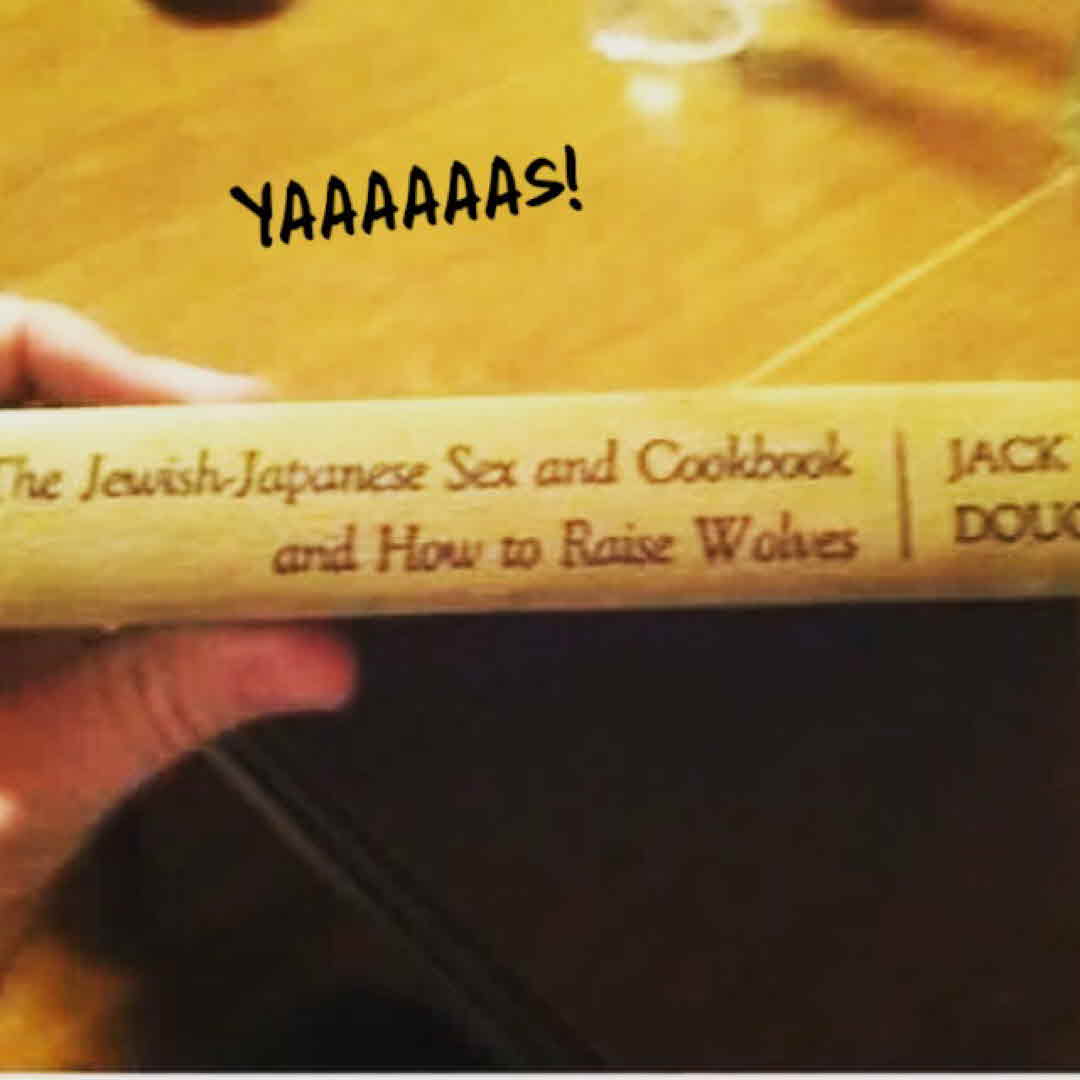 YAAAAAAS!
The Jewish-Japanese Sex and Cookbook
and How to Raise Wolves
JACK
DOUG